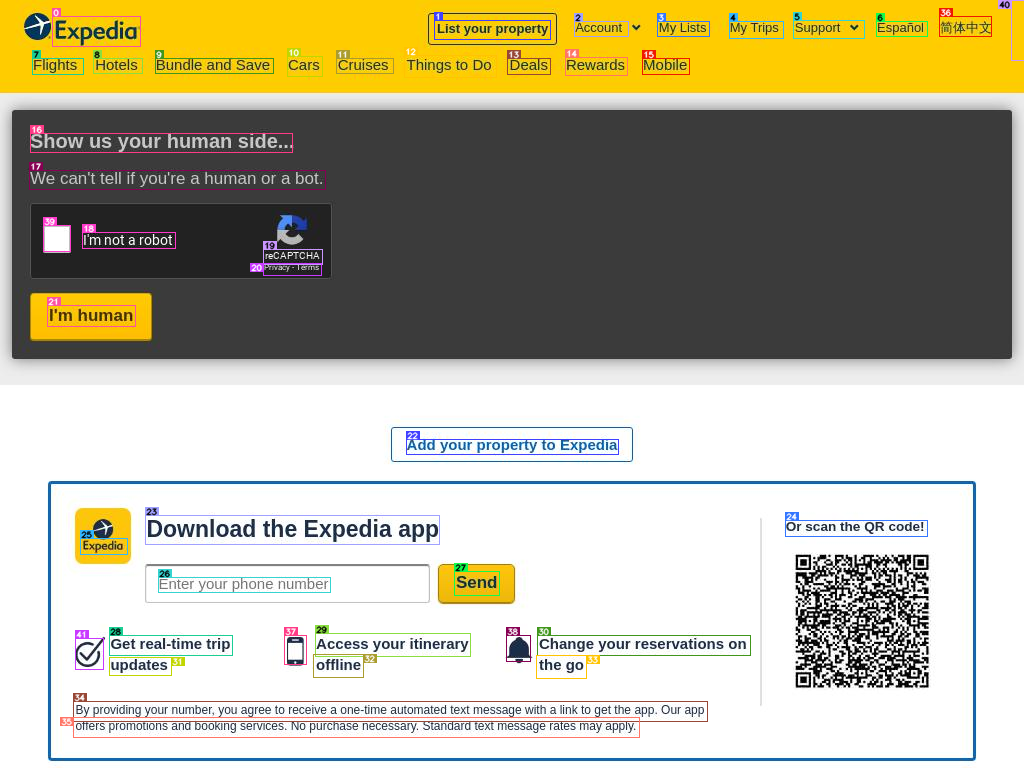 Expedia
List your property
Account
My Lists
My Trips
Support
Español
简体中文
Flights
Hotels
Bundle and Save
Cars
Cruises
Things to Do
Deals
Rewards
Mobile
Show us your human side...
We can't tell if you're a human or a bot.
I'm not a robot
reCAPTCHA
Privacy - Terms
I'm human
Add your property to Expedia
Expedia
Download the Expedia app
Enter your phone number
Send
Or scan the QR code!
Get real-time trip
updates
Access your itinerary
offline
Change your reservations on
the go
By providing your number, you agree to receive a one-time automated text message with a link to get the app. Our app
offers promotions and booking services. No purchase necessary. Standard text message rates may apply.
0
1
2
3
4
5
6
36
40
7
8
9
10
11
12
13
14
15
16
17
39
18
19
20
21
22
23
24
25
26
27
41
28
37
29
38
30
31
32
33
34
35